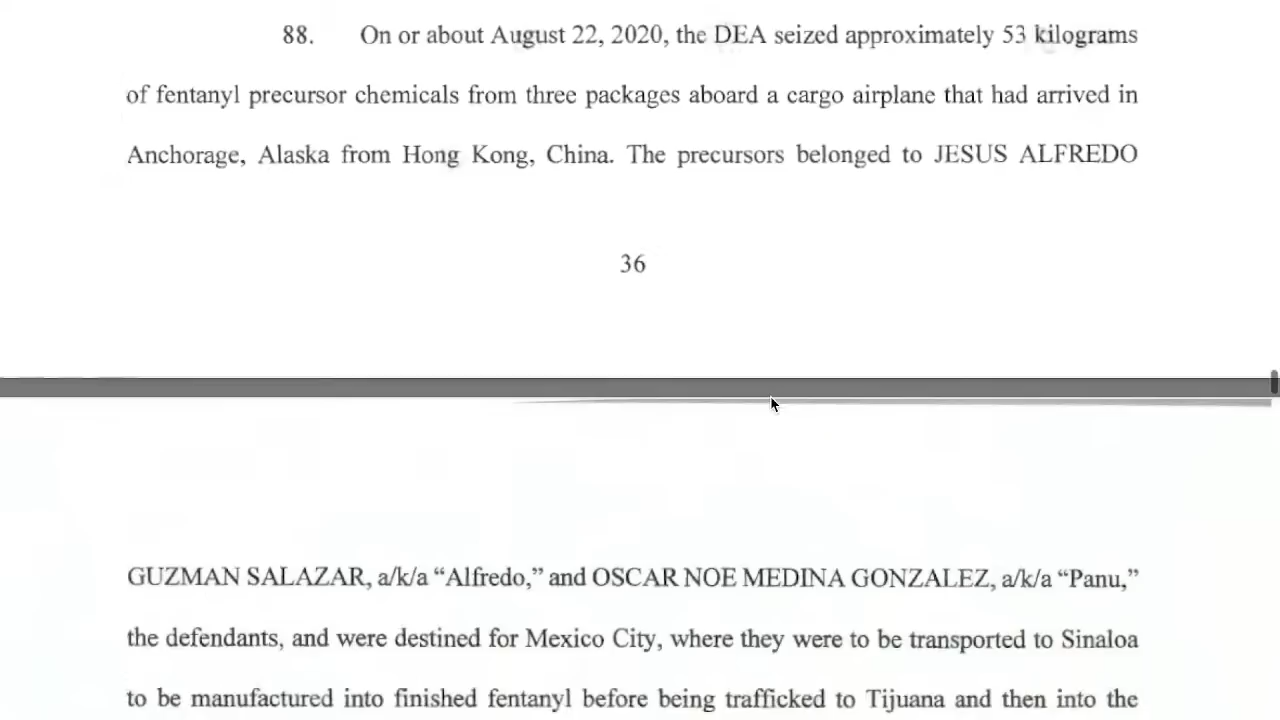 88. On or about August 22, 2020, the DEA seized approximately 53 kilograms
of fentanyl precursor chemicals from three packages aboard a cargo airplane that had arrived in
Anchorage, Alaska from Hong Kong, China. The precursors belonged to JESUS ALFREDO
36
GUZMAN SALAZAR, a/k/a “Alfredo,” and OSCAR NOE MEDINA GONZALEZ, a/k/a “Panu,”
the defendants, and were destined for Mexico City, where they were to be transported to Sinaloa
to be manufactured into finished fentanyl before being trafficked to Tijuana and then into the